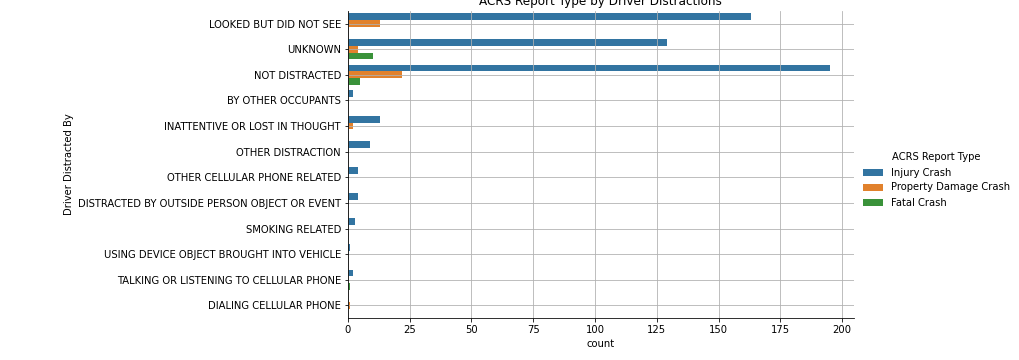 ACRS Report Type by Driver Distractions
LOOKED BUT DID NOT SEE
UNKNOWN
NOT DISTRACTED
BY OTHER OCCUPANTS
INATTENTIVE OR LOST IN THOUGHT
OTHER DISTRACTION
OTHER CELLULAR PHONE RELATED
DISTRACTED BY OUTSIDE PERSON OBJECT OR EVENT
SMOKING RELATED
USING DEVICE OBJECT BROUGHT INTO VEHICLE
TALKING OR LISTENING TO CELLULAR PHONE
DIALING CELLULAR PHONE
Driver Distracted By
0 25 50 75 100 125 150 175 200
count
ACRS Report Type
Injury Crash
Property Damage Crash
Fatal Crash